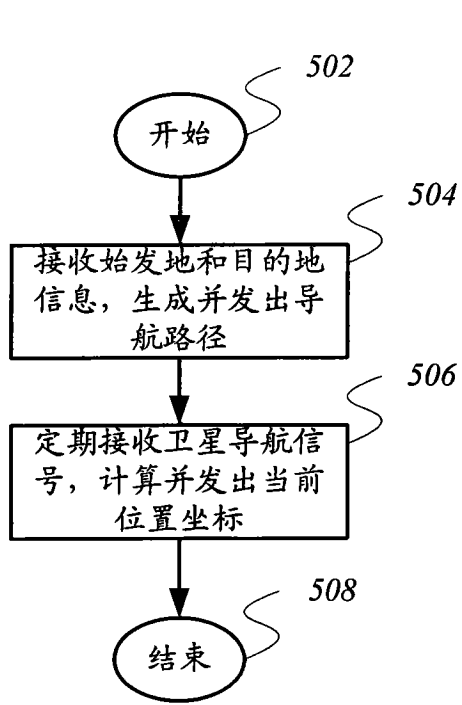 502
开始
504
接收始发地和目的地
信息，生成并发出导
航路径
506
定期接收卫星导航信
号，计算并发出当前
位置坐标
508
结束